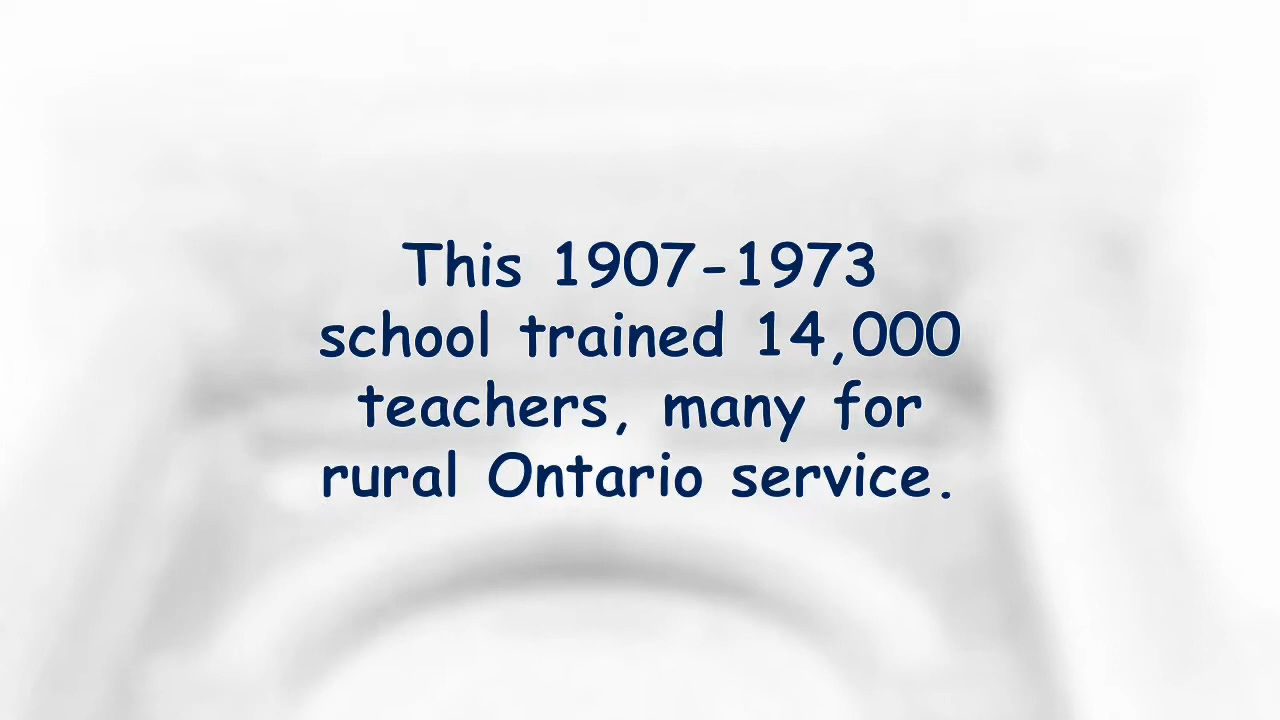 This 1907-1973
school trained 14,000
teachers, many for
rural Ontario service.